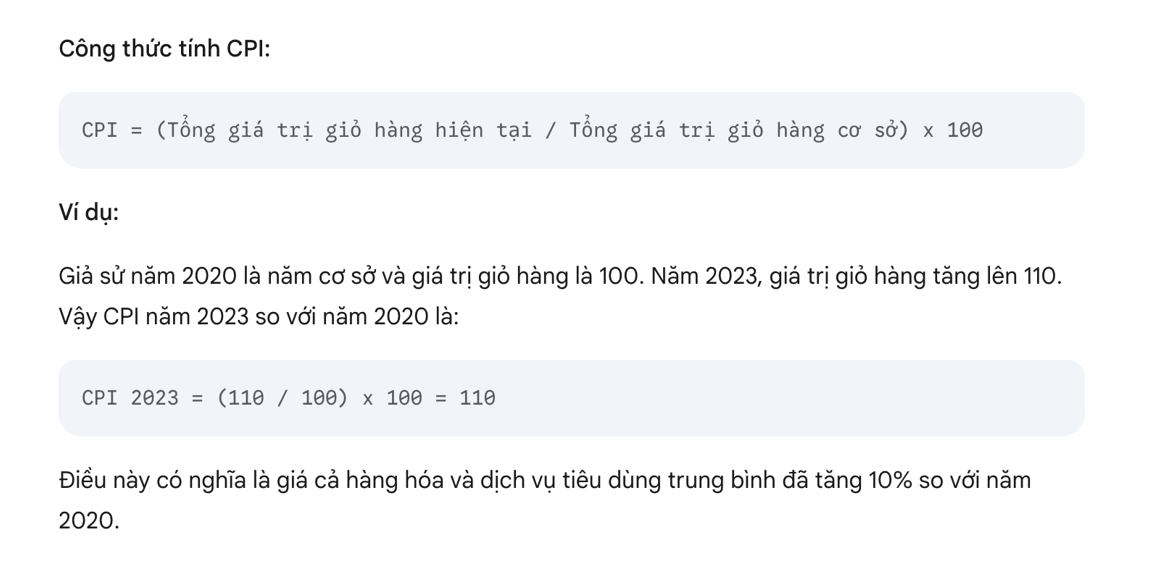 Công thức tính CPI:
CPI = (Tổng giá trị giỏ hàng hiện tại / Tổng giá trị giỏ hàng cơ sở) x 100
Ví dụ:
Giả sử năm 2020 là năm cơ sở và giá trị giỏ hàng là 100. Năm 2023, giá trị giỏ hàng tăng lên 110.
Vậy CPI năm 2023 so với năm 2020 là:
CPI 2023 = (110 / 100) x 100 = 110
Điều này có nghĩa là giá cả hàng hóa và dịch vụ tiêu dùng trung bình đã tăng 10% so với năm
2020.